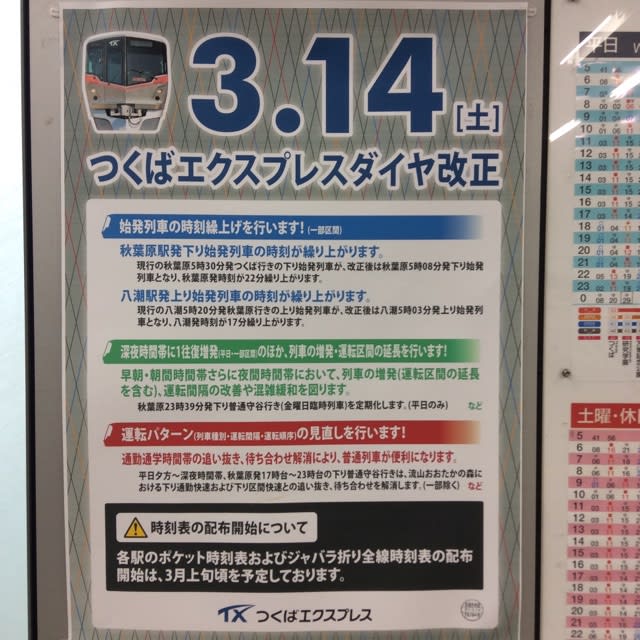 TX
3.14[土]
つくばエクスプレスダイヤ改正
始発列車の時刻繰上げを行います!(一部区間)
秋葉原駅発下り始発列車の時刻が繰り上がります。
現行の秋葉原5時30分発つくば行きの下り始発列車が、改正後は秋葉原5時08分発下り始発
列車となり、秋葉原発時刻が22分繰り上がります。
八潮駅発上り始発列車の時刻が繰り上がります。
現行の八潮5時20分発秋葉原行きの上り始発列車が、改正後は八潮5時03分発上り始発列
車となり、八潮発時刻が17分繰り上がります。
深夜時間帯に1往復増発(平日・一部区間)のほか、列車の増発・運転区間の延長を行います!
早朝・朝間時間帯さらに夜間時間帯において、列車の増発(運転区間の延長
を含む)、運転間隔の改善や混雑緩和を図ります。
秋葉原23時39分発下り普通守谷行き(金曜日臨時列車)を定期化します。(平日のみ) など
運転パターン(列車種別・運転間隔・運転順序)の見直しを行います!
通勤通学時間帯の追い抜き、待ち合わせ解消により、普通列車が便利になります。
平日夕方〜深夜時間帯、秋葉原発17時台〜23時台の下り普通守谷行きは、流山おおたかの森に
おける下り通勤快速および下り区間快速との追い抜き、待ち合わせを解消します。(一部除く) など
時刻表の配布開始について
各駅のポケット時刻表およびジャバラ折り全線時刻表の配布
開始は、3月上旬頃を予定しております。
TX つくばエクスプレス
平日
土曜・休